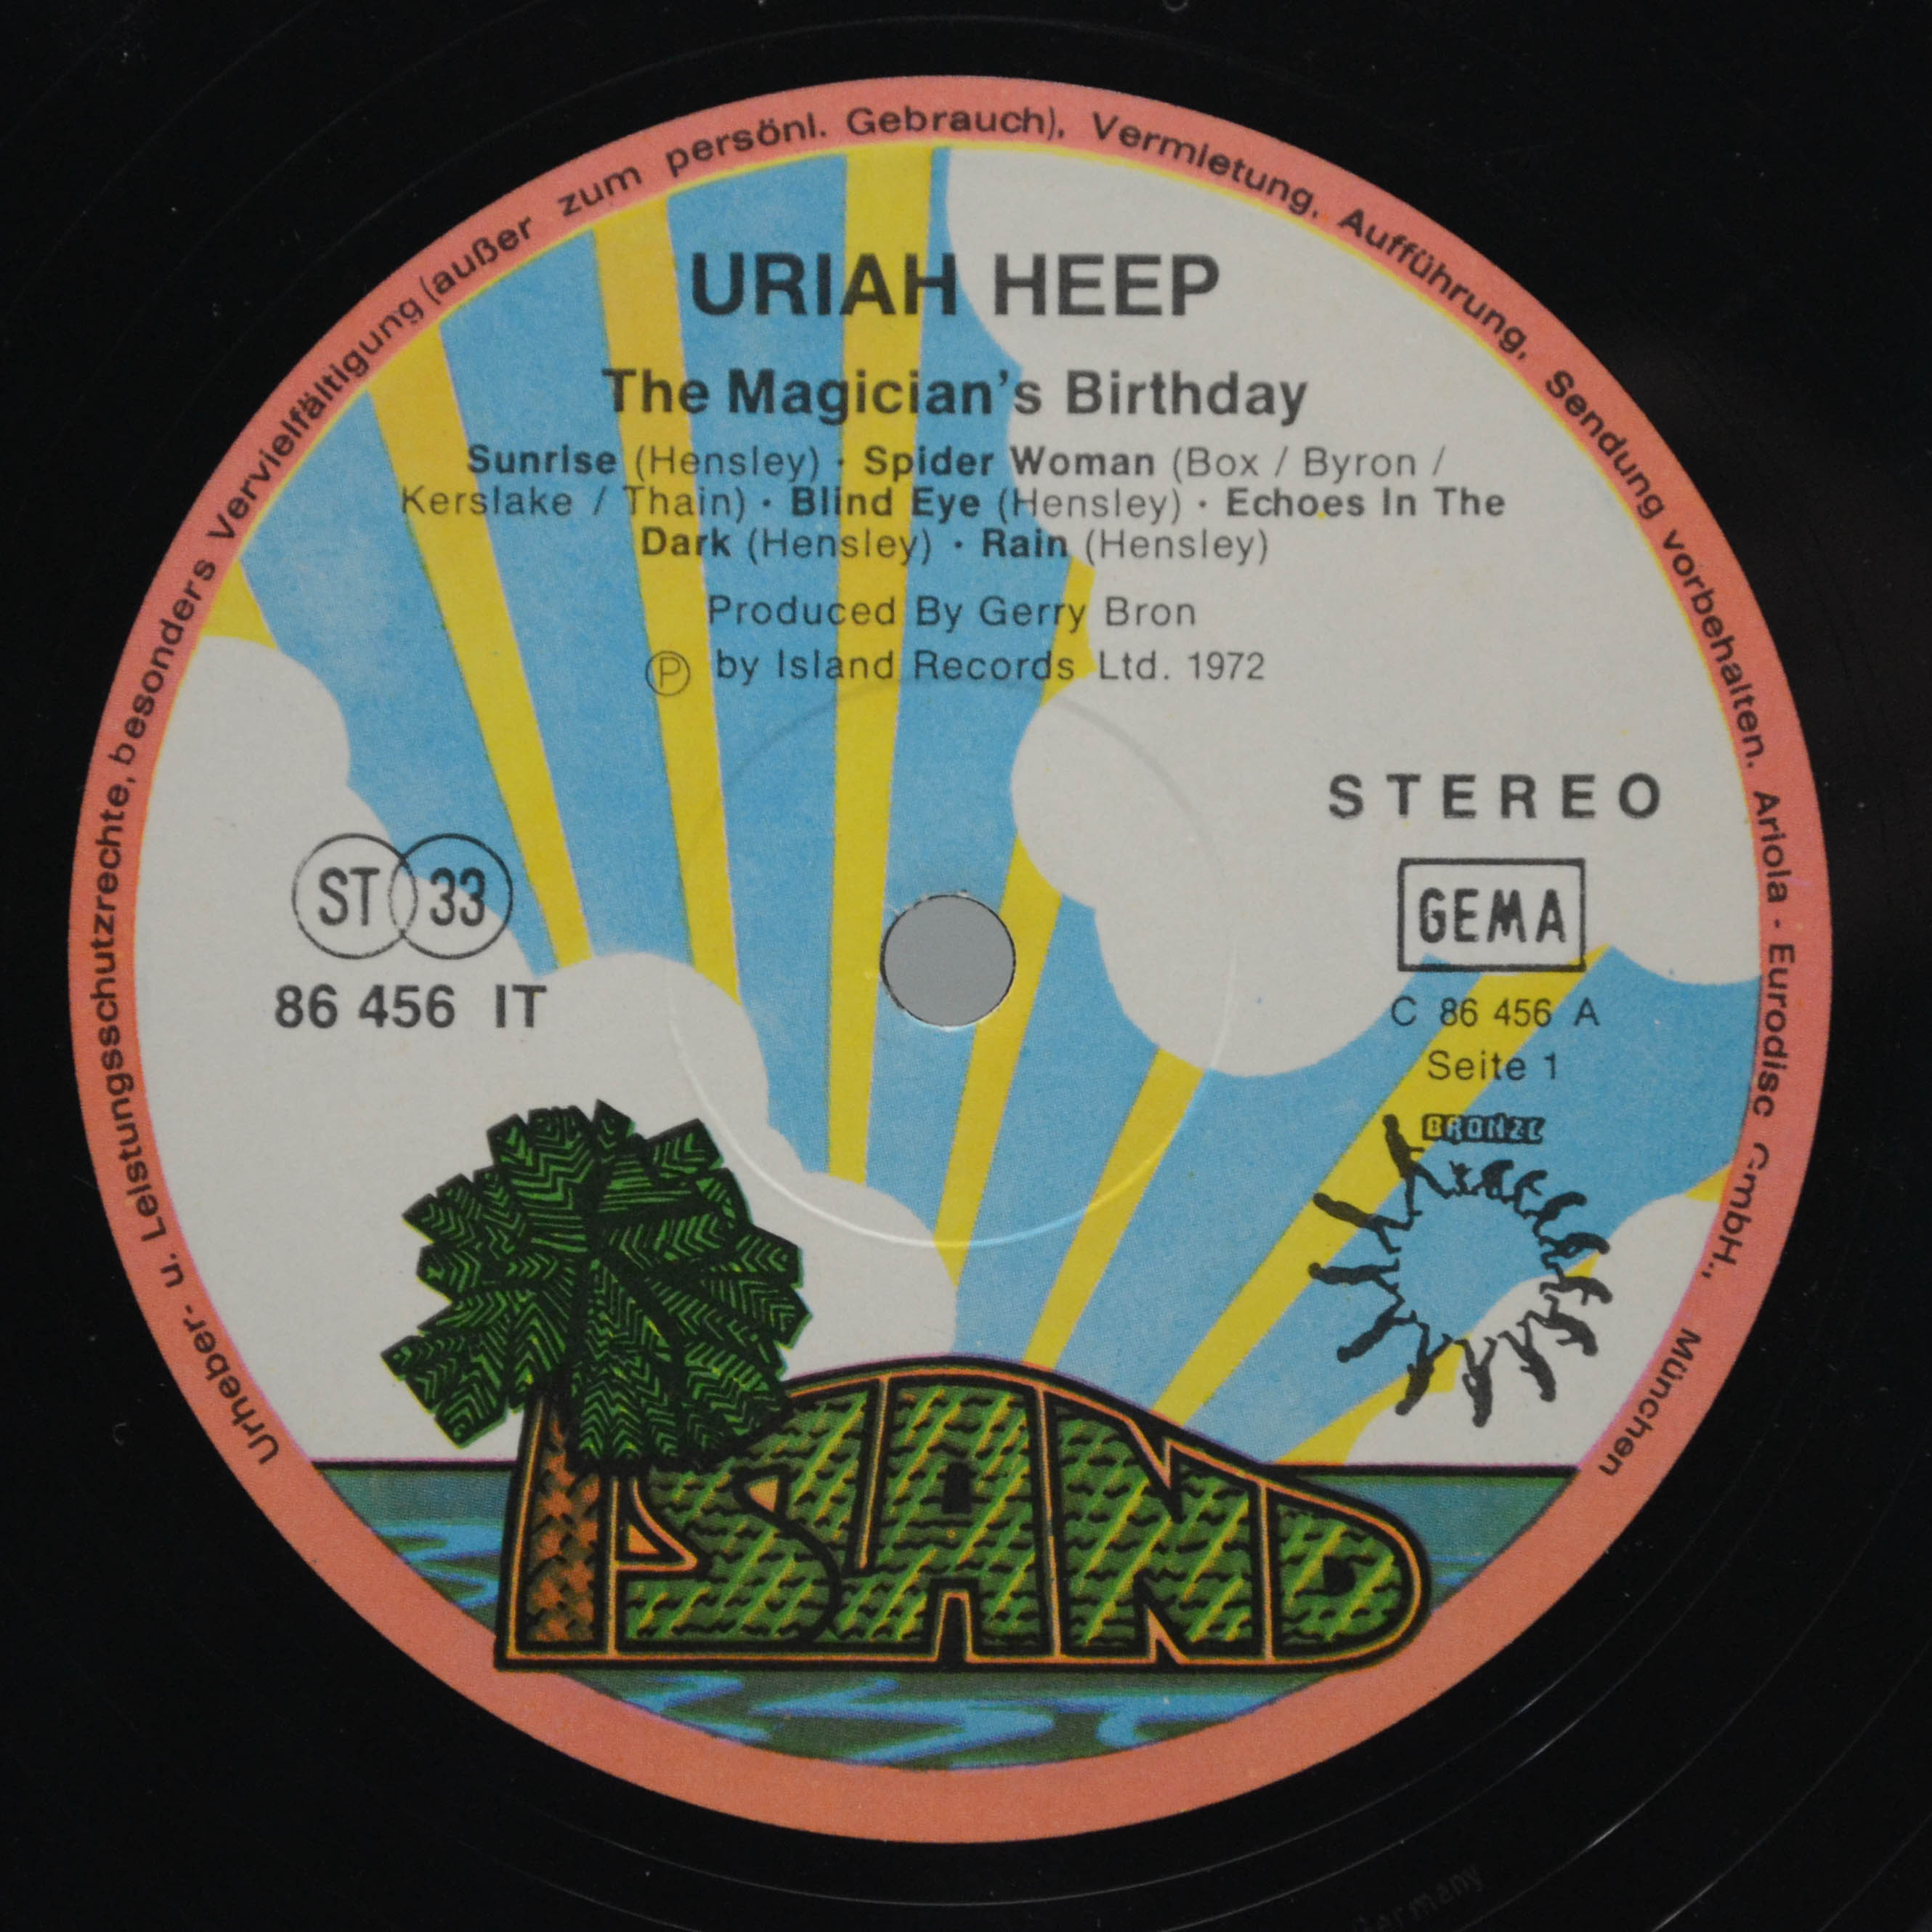 URIAH HEEP
The Magician's Birthday
Sunrise (Hensley) · Spider Woman (Box / Byron /
Kerslake / Thain) · Blind Eye (Hensley) · Echoes In The
Dark (Hensley) · Rain (Hensley)
Produced By Gerry Bron
Ⓟ by Island Records Ltd. 1972
STEREO
ST 33
GEMA
86 456 IT
C 86 456 A
Seite 1
BRONZE
ISLAND
Urheber- u. Leistungsschutzrechte, besonders Vervielfältigung (außer zum persönl. Gebrauch), Vermietung, Aufführung, Sendung vorbehalten. Ariola - Eurodisc GmbH., München
Germany